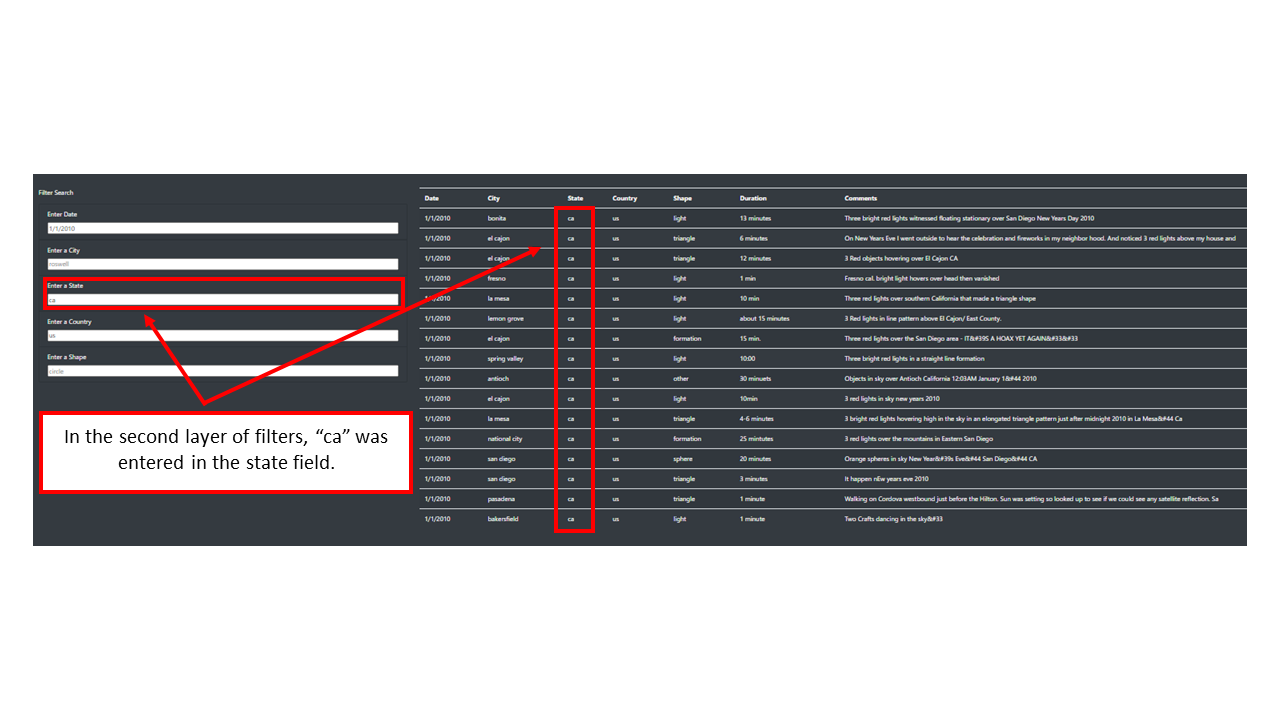 Filter Search
Enter Date
1/1/2010
Enter a City
roswell
Enter a State
ca
Enter a Country
us
Enter a Shape
circle
In the second layer of filters, “ca” was
entered in the state field.
Date City State Country Shape Duration Comments
1/1/2010 bonita ca us light 13 minutes Three bright red lights witnessed floating stationary over San Diego New Years Day 2010
1/1/2010 el cajon ca us triangle 6 minutes On New Years Eve I went outside to hear the celebration and fireworks in my neighbor hood. And noticed 3 red lights above my house and
1/1/2010 el cajon ca us triangle 12 minutes 3 Red objects hovering over El Cajon CA
1/1/2010 fresno ca us light 1 min Fresno cal. bright light hovers over head then vanished
1/1/2010 la mesa ca us light 10 min Three red lights over southern California that made a triangle shape
1/1/2010 lemon grove ca us light about 15 minutes 3 Red lights in line pattern above El Cajon/ East County.
1/1/2010 el cajon ca us formation 15 min. Three red lights over the San Diego area - IT&#39S A HOAX YET AGAIN&#33&#33
1/1/2010 spring valley ca us light 10:00 Three bright red lights in a straight line formation
1/1/2010 antioch ca us other 30 minuets Objects in sky over Antioch California 12:03AM January 1&#44 2010
1/1/2010 el cajon ca us light 10min 3 red lights in sky new years 2010
1/1/2010 la mesa ca us triangle 4-6 minutes 3 bright red lights hovering high in the sky in an elongated triangle pattern just after midnight 2010 in La Mesa&#44 Ca
1/1/2010 national city ca us formation 25 mintutes 3 red lights over the mountains in Eastern San Diego
1/1/2010 san diego ca us sphere 20 minutes Orange spheres in sky New Year&#39s Eve&#44 San Diego&#44 CA
1/1/2010 san diego ca us triangle 3 minutes It happen nEw years eve 2010
1/1/2010 pasadena ca us triangle 1 minute Walking on Cordova westbound just before the Hilton. Sun was setting so looked up to see if we could see any satellite reflection. Sa
1/1/2010 bakersfield ca us light 1 minute Two Crafts dancing in the sky&#33